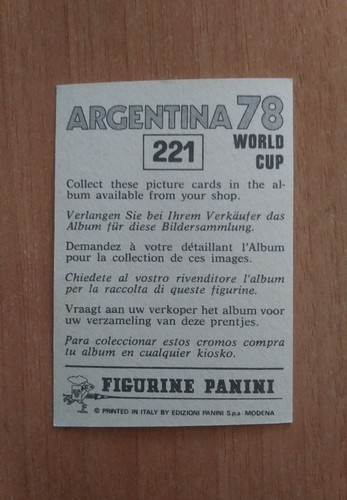 ARGENTINA 78
221 WORLD
CUP
Collect these picture cards in the al-
bum available from your shop.
Verlangen Sie bei Ihrem Verkäufer das
Album für diese Bildersammlung.
Demandez à votre détaillant l'Album
pour la collection de ces images.
Chiedete al vostro rivenditore l'album
per la raccolta di queste figurine.
Vraagt aan uw verkoper het album voor
uw verzameling van deze prentjes.
Para coleccionar estos cromos compra
tu album en cualquier kiosko.
FIGURINE PANINI
© PRINTED IN ITALY BY EDIZIONI PANINI S.p.a - MODENA